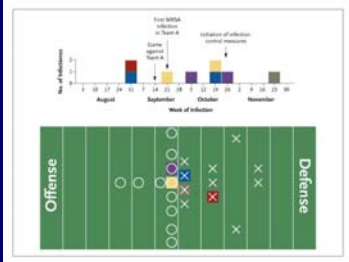 First MRSA
infection
in Team A
Game
against
Team A
Initiation of infection-
control measures
No. of Infections
3 10 17 24 31 7 14 21 28 5 12 19 26 2 9 16 23 30
August September October November
Week of Infection
Offense
Defense